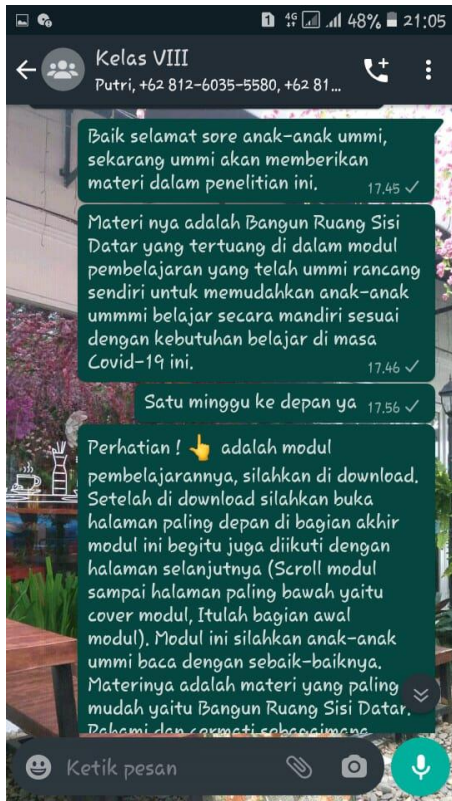 1 4G 48% 21:05
Kelas VIII
Putri, +62 812-6035-5580, +62 81...
Baik selamat sore anak-anak ummi,
sekarang ummi akan memberikan
materi dalam penelitian ini. 17.45
Materi nya adalah Bangun Ruang Sisi
Datar yang tertuang di dalam modul
pembelajaran yang telah ummi rancang
sendiri untuk memudahkan anak-anak
ummmi belajar secara mandiri sesuai
dengan kebutuhan belajar di masa
Covid-19 ini. 17.46
Satu minggu ke depan ya 17.56
Perhatian ! 👆 adalah modul
pembelajarannya, silahkan di download.
Setelah di download silahkan buka
halaman paling depan di bagian akhir
modul ini begitu juga diikuti dengan
halaman selanjutnya (Scroll modul
sampai halaman paling bawah yaitu
cover modul, Itulah bagian awal
modul). Modul ini silahkan anak-anak
ummi baca dengan sebaik-baiknya.
Materinya adalah materi yang paling
mudah yaitu Bangun Ruang Sisi Datar.
Pahami dan cermati sebagaimana
Ketik pesan